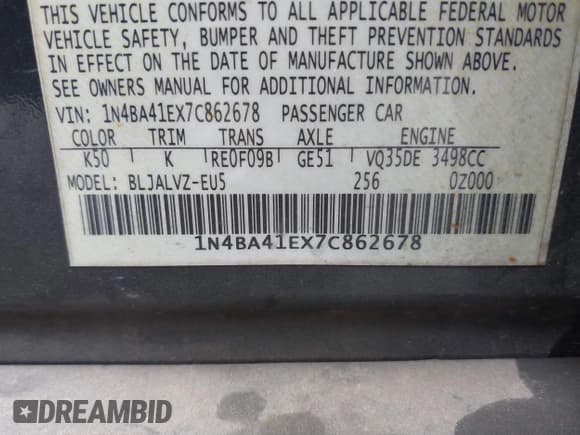 THIS VEHICLE CONFORMS TO ALL APPLICABLE FEDERAL MOTOR
VEHICLE SAFETY, BUMPER AND THEFT PREVENTION STANDARDS
IN EFFECT ON THE DATE OF MANUFACTURE SHOWN ABOVE.
SEE OWNERS MANUAL FOR ADDITIONAL INFORMATION.
VIN: 1N4BA41EX7C862678 PASSENGER CAR
COLOR TRIM TRANS AXLE ENGINE
K50 K RE0F09B GE51 VQ35DE 3498CC
MODEL: BLJALVZ-EU5 256 0Z000
1N4BA41EX7C862678
DREAMBID